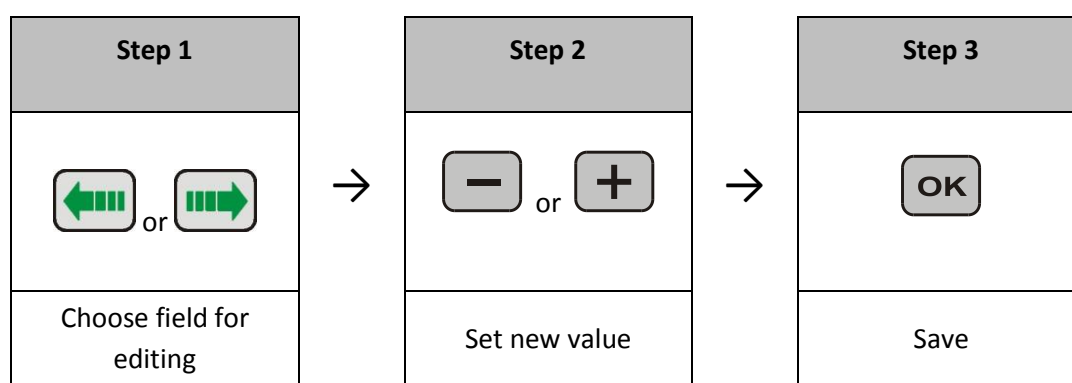 Step 1
or
Choose field for
editing
→
Step 2
− or +
Set new value
→
Step 3
OK
Save